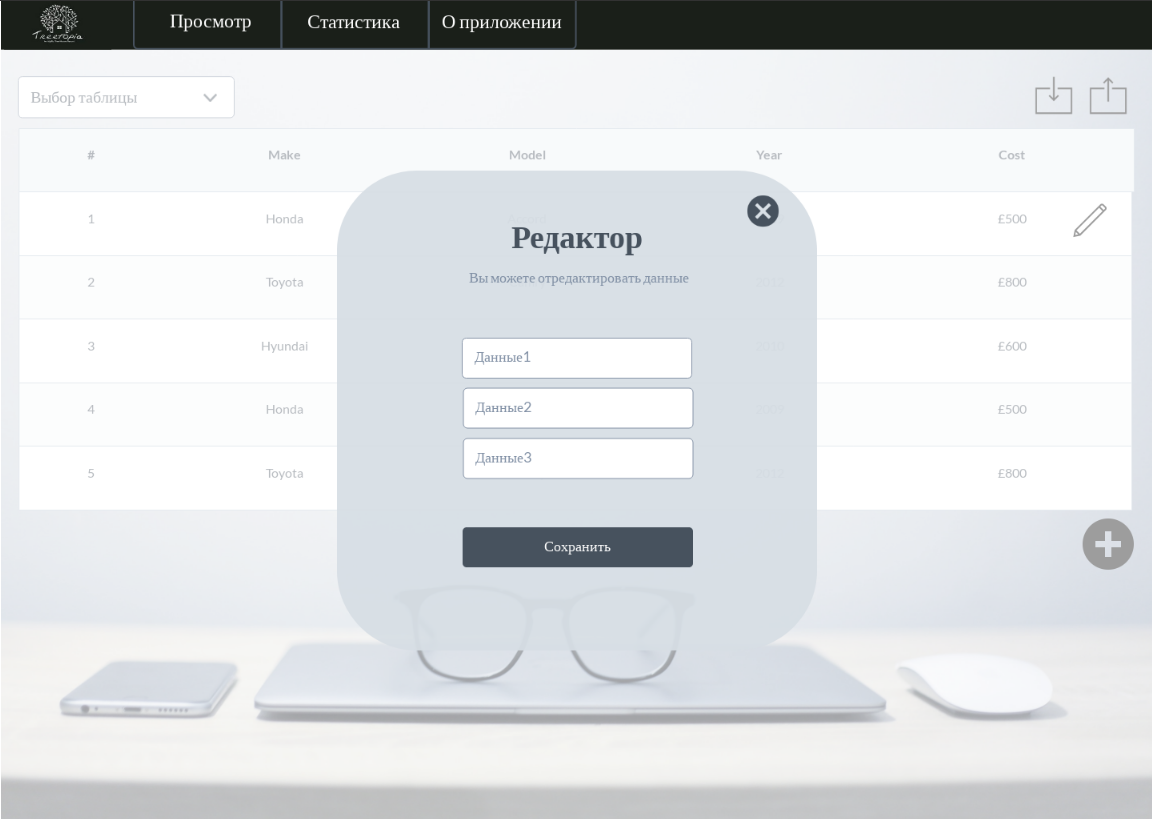 Treetopia
Просмотр Статистика О приложении
Выбор таблицы
# Make Model Year Cost
1 Honda £500
2 Toyota £800
3 Hyundai £600
4 Honda £500
5 Toyota £800
Редактор
Вы можете отредактировать данные
Данные1
Данные2
Данные3
Сохранить